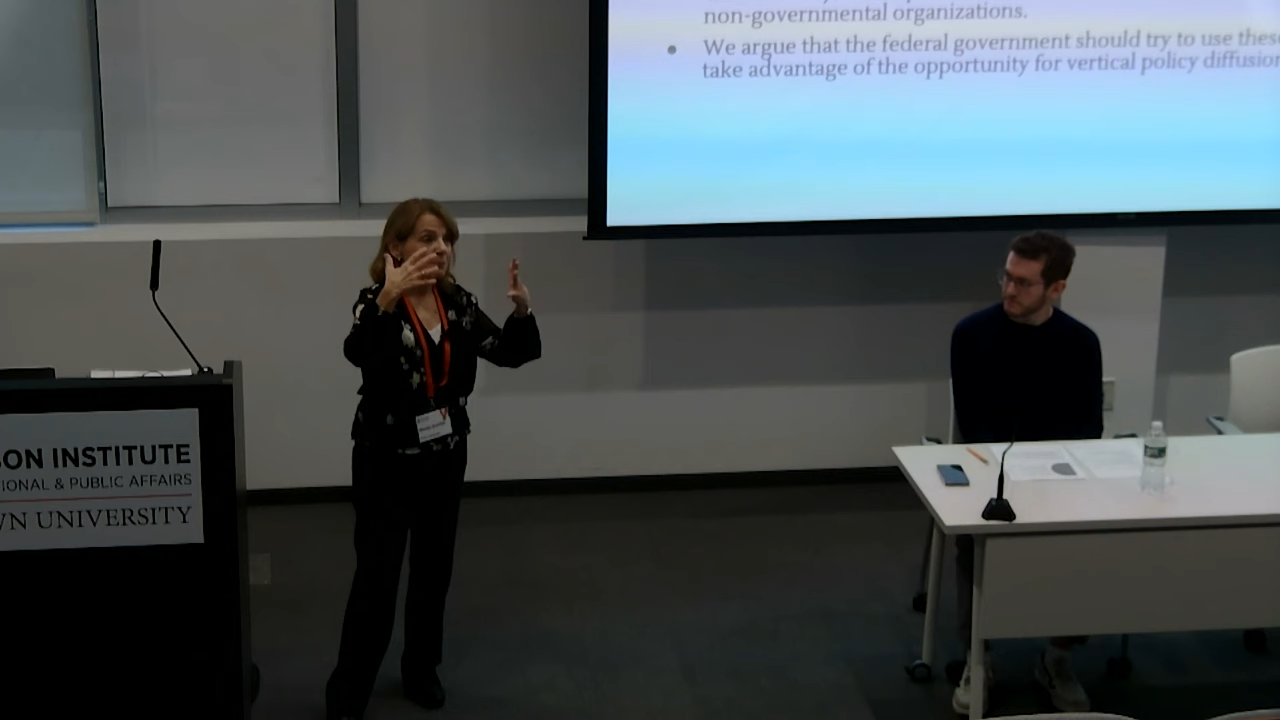 non-governmental organizations.
• We argue that the federal government should try to use these
take advantage of the opportunity for vertical policy diffusion
SON INSTITUTE
IONAL & PUBLIC AFFAIRS
WN UNIVERSITY